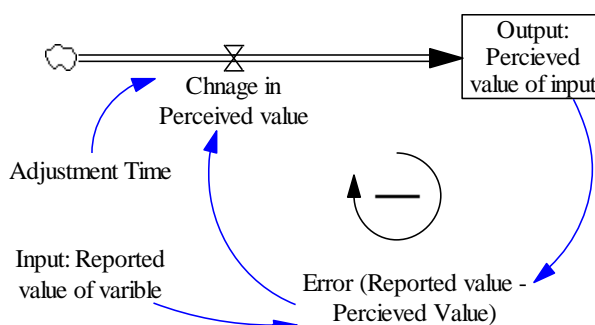 Output:
Percieved
value of input
Chnage in
Perceived value
Adjustment Time
Input: Reported
value of varible
Error (Reported value -
Percieved Value)